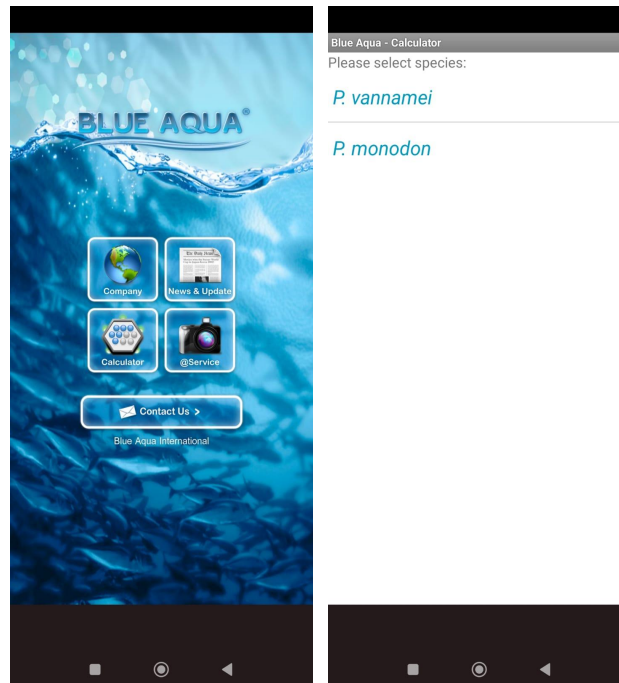 BLUE AQUA®
Company
News & Update
Calculator
@Service
Contact Us >
Blue Aqua International
Blue Aqua - Calculator
Please select species:
P. vannamei
P. monodon